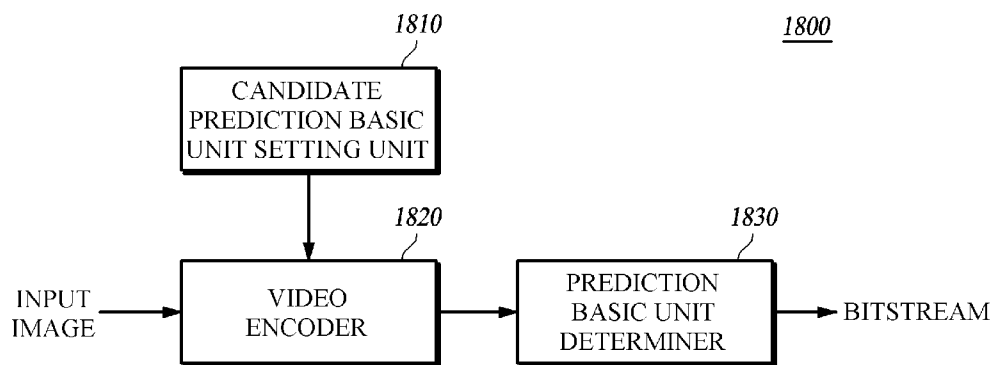 1810
1800
CANDIDATE
PREDICTION BASIC
UNIT SETTING UNIT
1820
1830
INPUT
IMAGE
VIDEO
ENCODER
PREDICTION
BASIC UNIT
DETERMINER
BITSTREAM